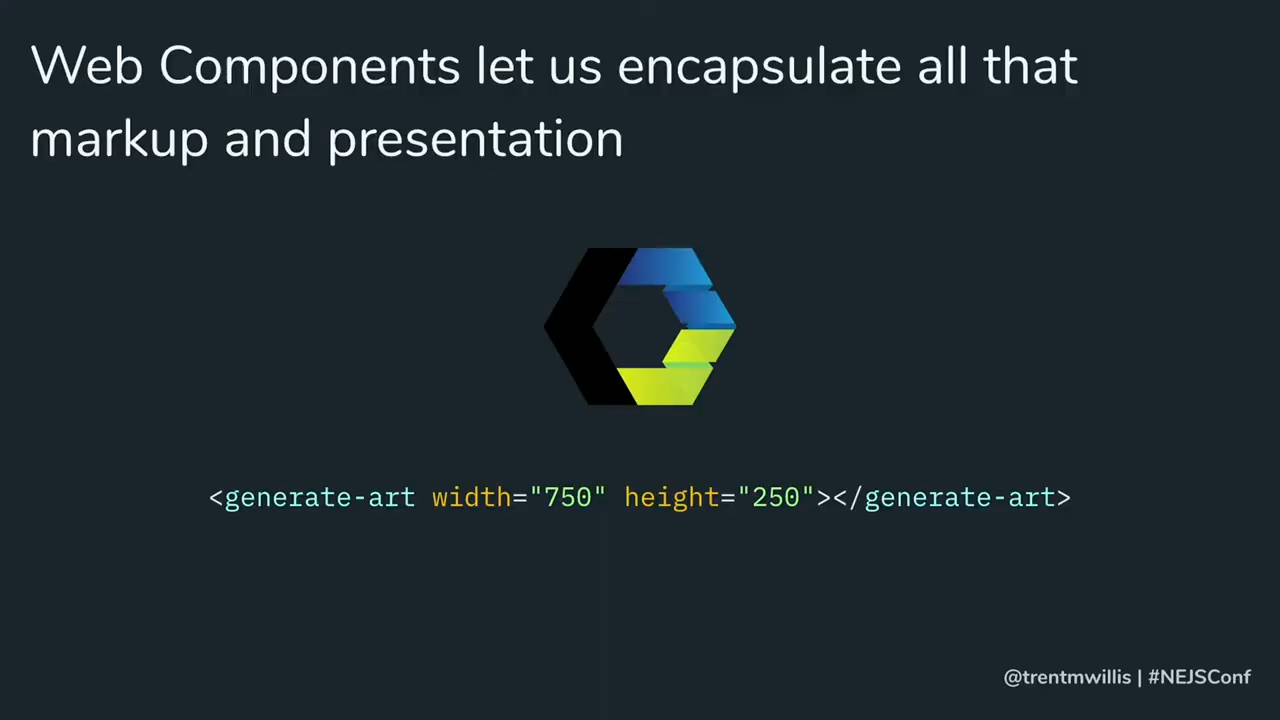 Web Components let us encapsulate all that
markup and presentation
<generate-art width="750" height="250"></generate-art>
@trentmwillis | #NEJSConf